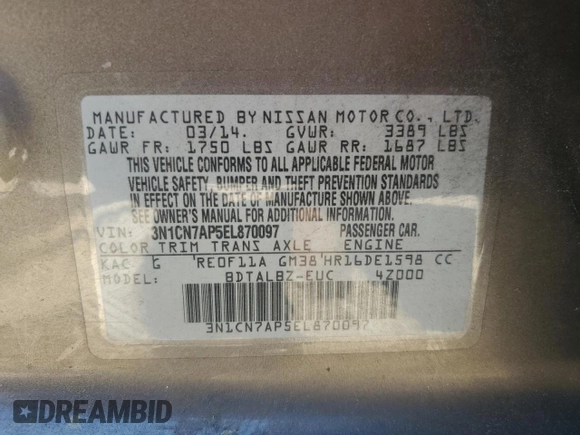 MANUFACTURED BY NISSAN MOTOR CO., LTD.
DATE: 03/14. GVWR: 3389 LBS
GAWR FR: 1750 LBS GAWR RR: 1687 LBS
THIS VEHICLE CONFORMS TO ALL APPLICABLE FEDERAL MOTOR
VEHICLE SAFETY, BUMPER AND THEFT PREVENTION STANDARDS
IN EFFECT ON THE DATE OF MANUFACTURE SHOWN ABOVE.
SEE OWNER'S MANUAL FOR ADDITIONAL INFORMATION.
VIN: 3N1CN7AP5EL870097 PASSENGER CAR.
COLOR TRIM TRANS AXLE ENGINE
KAC G 'RE0F11A GM38'HR16DE1598 CC
MODEL: BDTALBZ-EUC 4Z000
3N1CN7AP5EL870097
DREAMBID